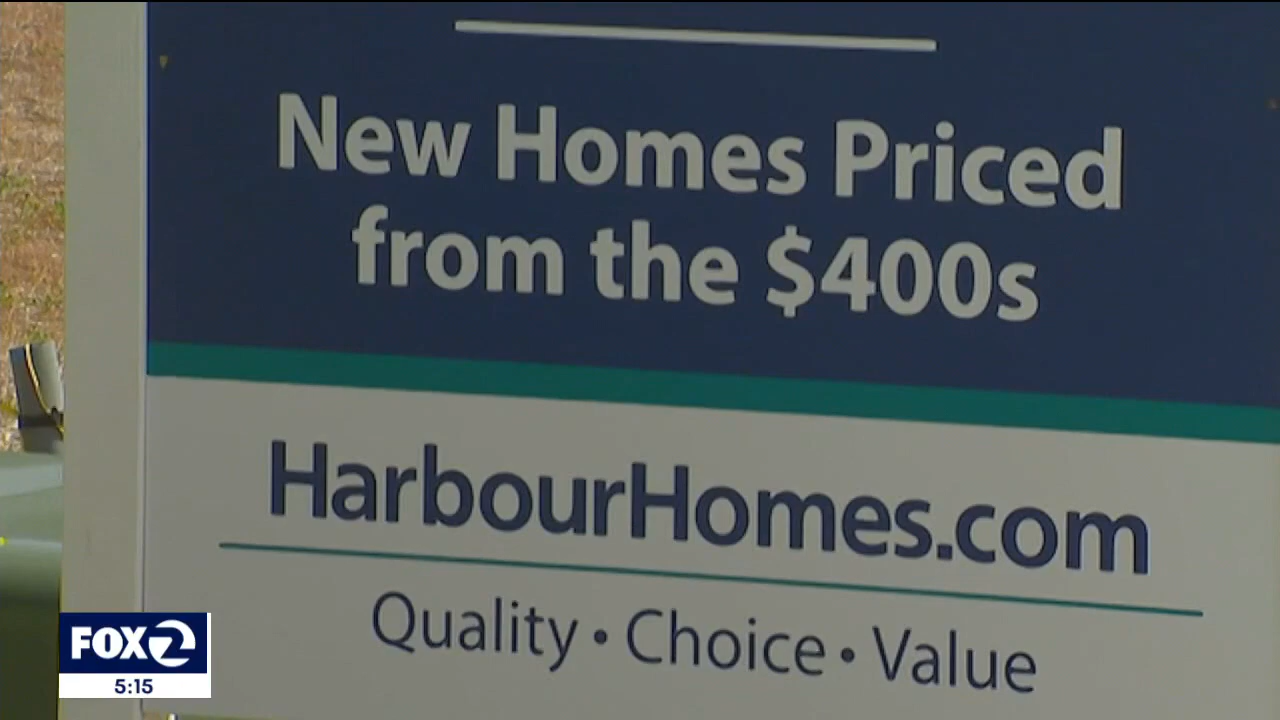 New Homes Priced
from the $400s
HarbourHomes.com
Quality • Choice • Value
FOX 2
5:15